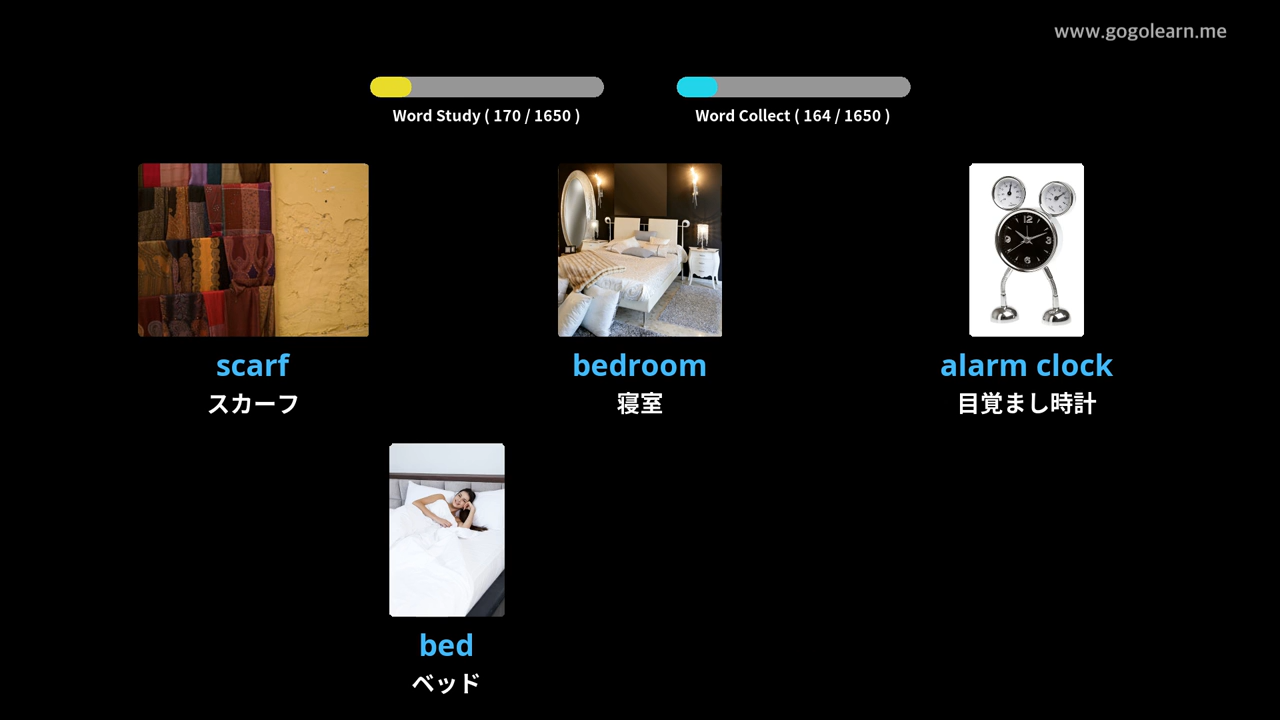 www.gogolearn.me
Word Study ( 170 / 1650 )
Word Collect ( 164 / 1650 )
scarf
スカーフ
bedroom
寝室
alarm clock
目覚まし時計
bed
ベッド